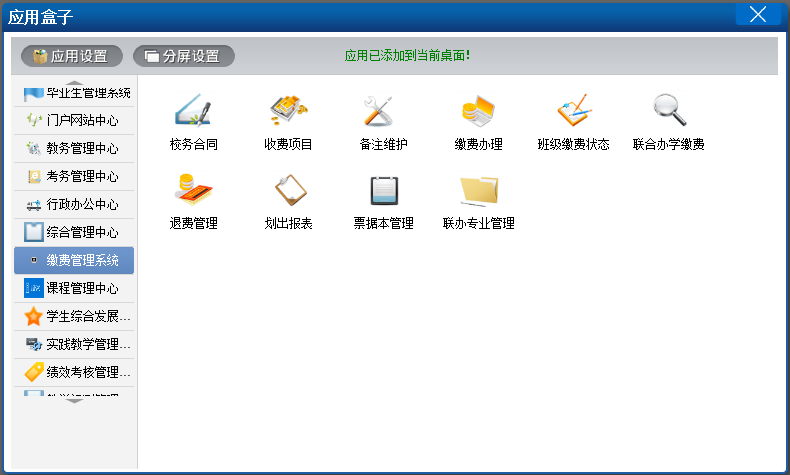 应用盒子
应用设置
分屏设置
应用已添加到当前桌面！
毕业生管理系统
门户网站中心
教务管理中心
考务管理中心
行政办公中心
综合管理中心
缴费管理系统
课程管理中心
学生综合发展...
实践教学管理...
绩效考核管理...
校务合同
收费项目
备注维护
缴费办理
班级缴费状态
联合办学缴费
退费管理
划出报表
票据本管理
联办专业管理